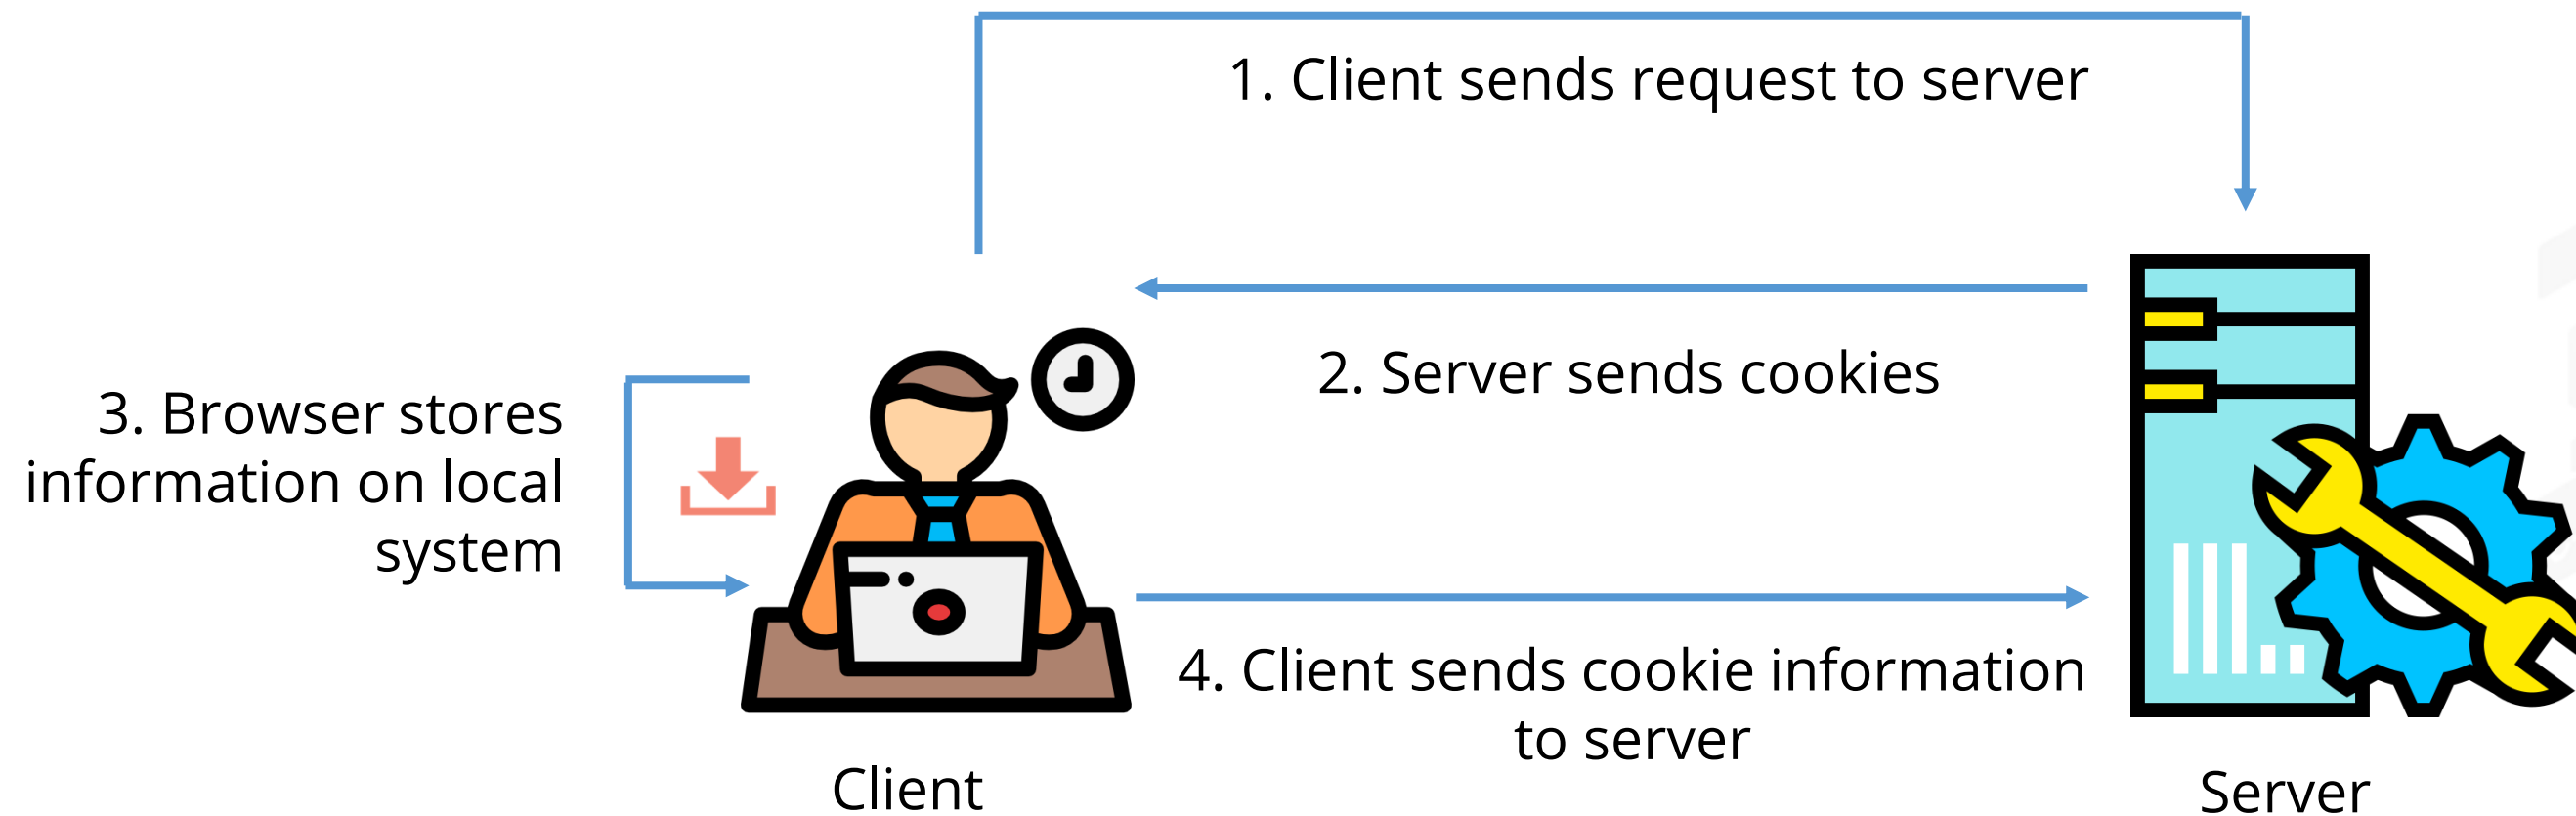 1. Client sends request to server
2. Server sends cookies
3. Browser stores
information on local
system
4. Client sends cookie information
to server
Client
Server